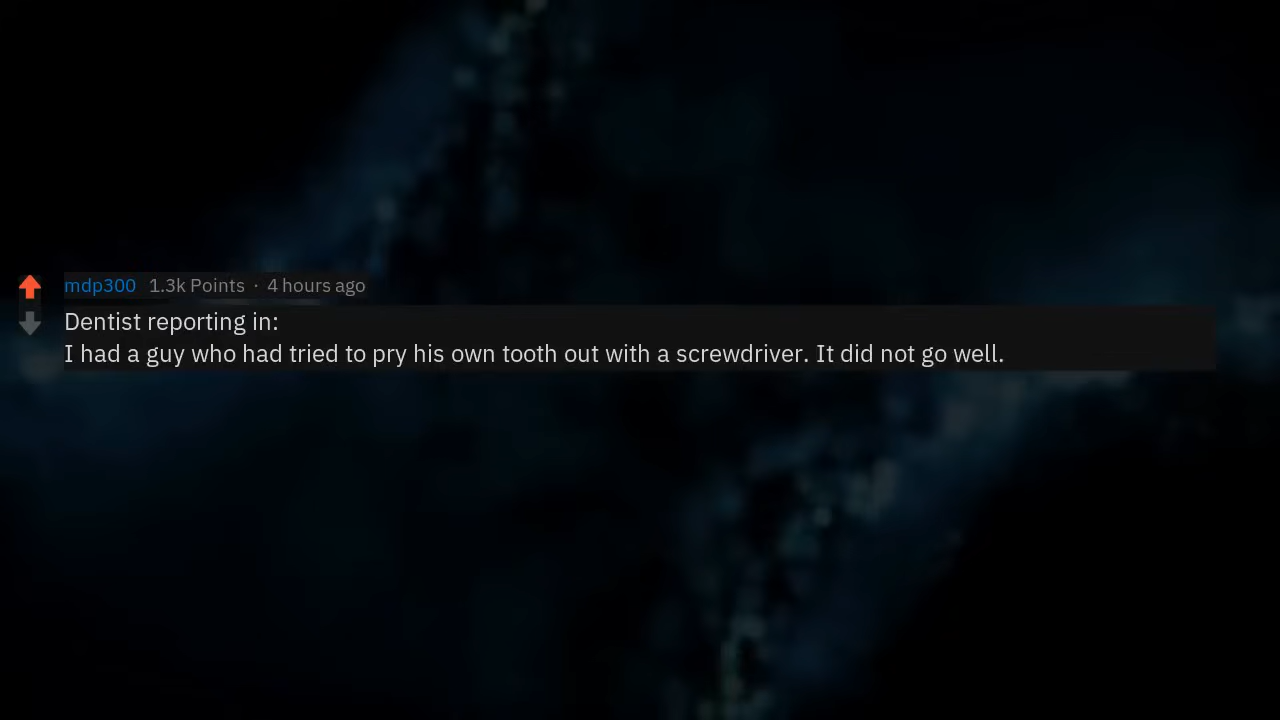 mdp300 1.3k Points · 4 hours ago
Dentist reporting in:
I had a guy who had tried to pry his own tooth out with a screwdriver. It did not go well.